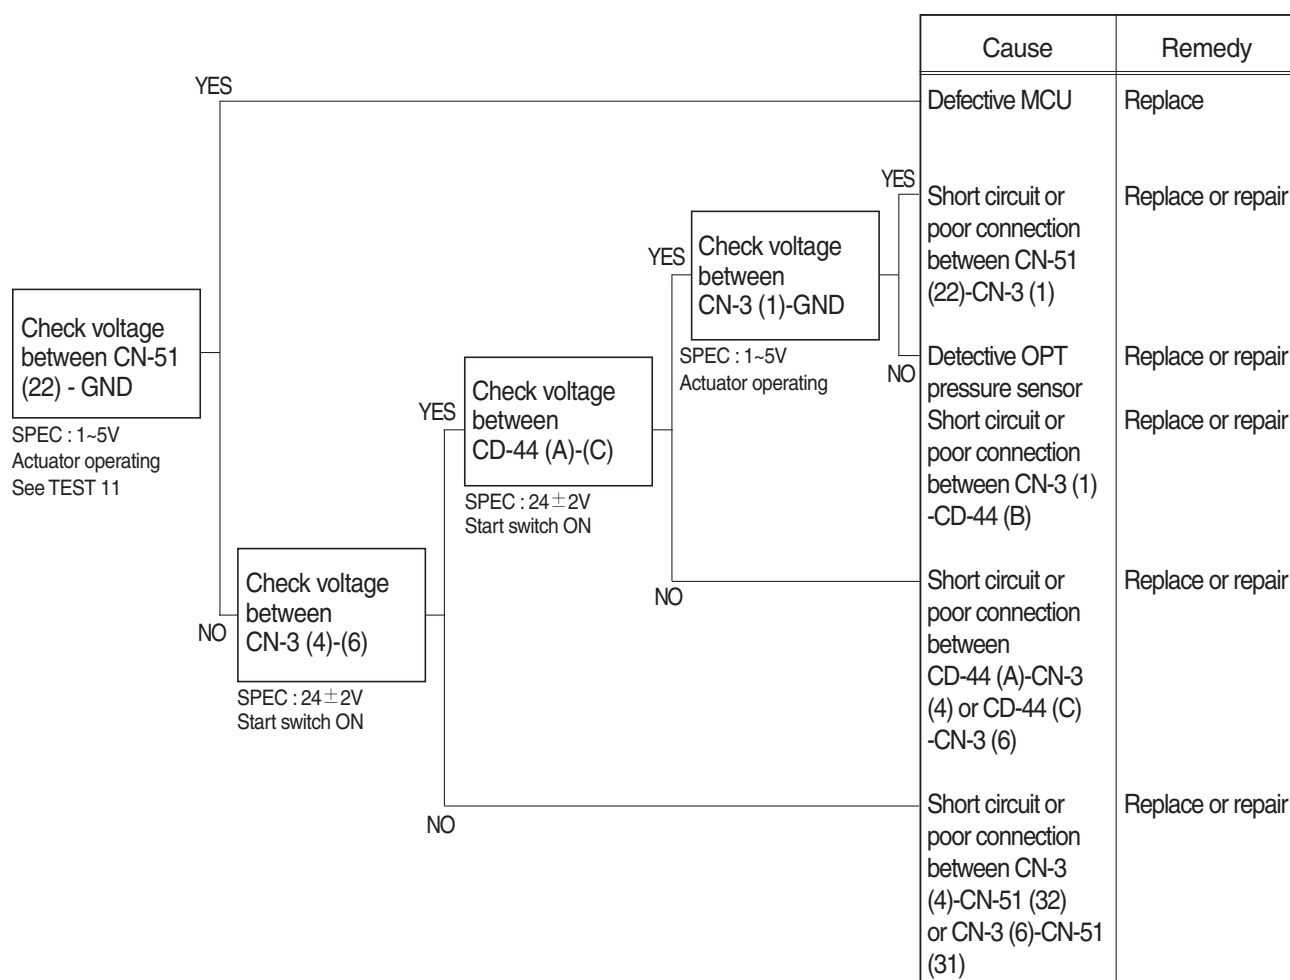 Cause
Remedy
YES
Defective MCU
Replace
YES
Short circuit or
poor connection
between CN-51
(22)-CN-3 (1)
Replace or repair
YES
Check voltage
between
CN-3 (1)-GND
SPEC : 1~5V
Actuator operating
NO
Detective OPT
pressure sensor
Replace or repair
Short circuit or
poor connection
between CN-3 (1)
-CD-44 (B)
Replace or repair
Check voltage
between CN-51
(22) - GND
SPEC : 1~5V
Actuator operating
See TEST 11
YES
Check voltage
between
CD-44 (A)-(C)
SPEC : 24±2V
Start switch ON
NO
Short circuit or
poor connection
between
CD-44 (A)-CN-3
(4) or CD-44 (C)
-CN-3 (6)
Replace or repair
NO
Check voltage
between
CN-3 (4)-(6)
SPEC : 24±2V
Start switch ON
NO
Short circuit or
poor connection
between CN-3
(4)-CN-51 (32)
or CN-3 (6)-CN-51
(31)
Replace or repair